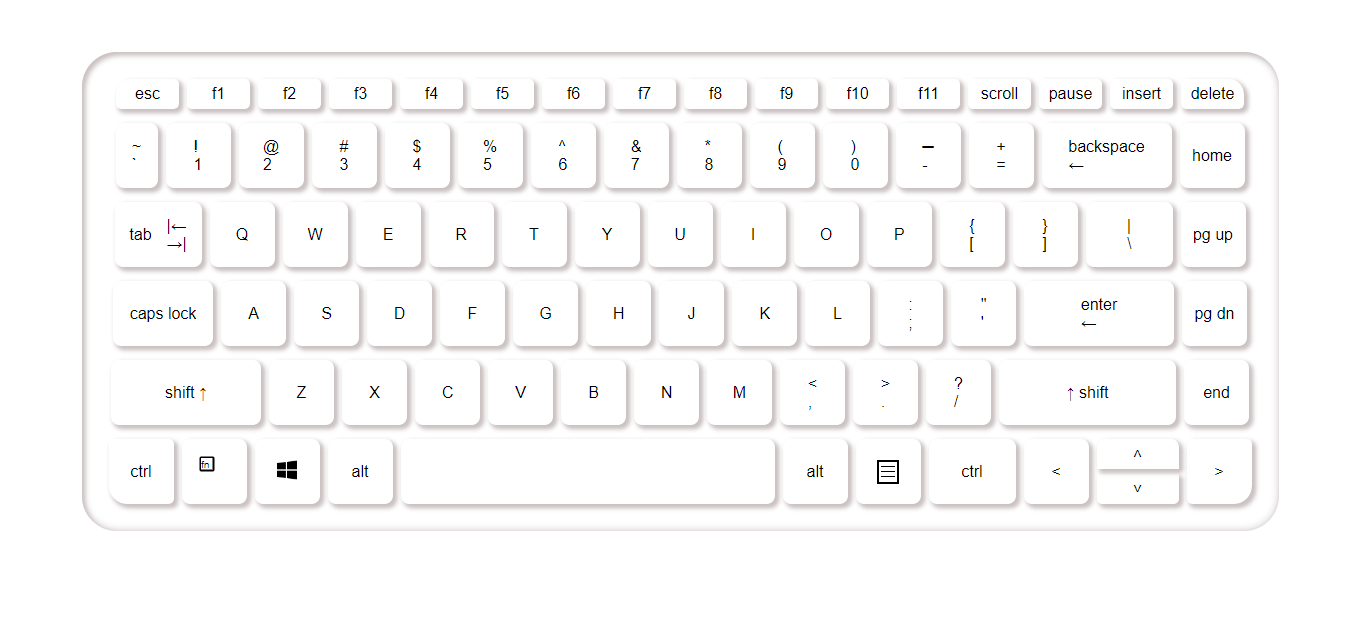 esc f1 f2 f3 f4 f5 f6 f7 f8 f9 f10 f11 scroll pause insert delete
~ ! @ # $ % ^ & * ( ) — + backspace
` 1 2 3 4 5 6 7 8 9 0 - = ← home
tab |← →| Q W E R T Y U I O P { [ } ] | \ pg up
caps lock A S D F G H J K L : ; " ' enter ← pg dn
shift ↑ Z X C V B N M < , > . ? / ↑ shift end
ctrl fn alt alt ctrl < ^ v >